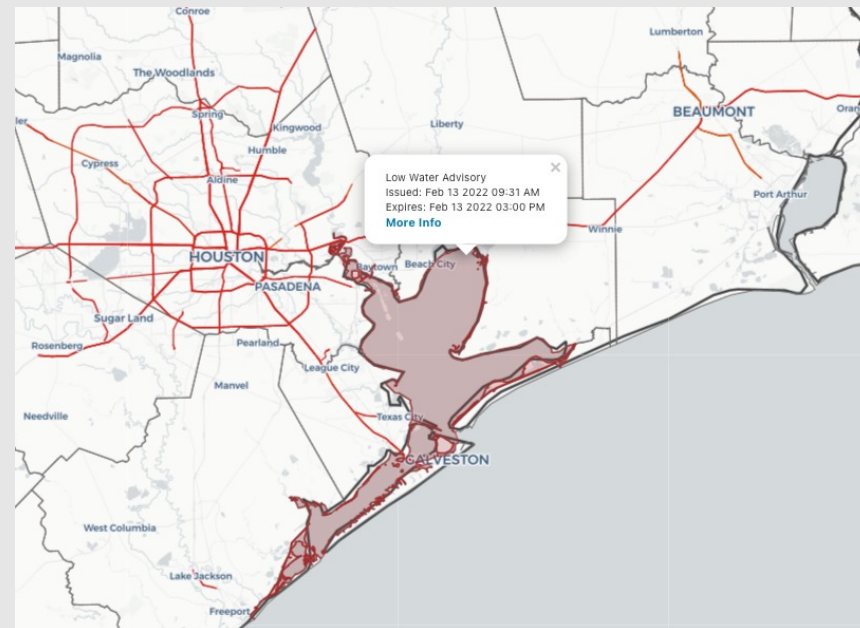 Conroe
Lumberton
Magnolia
The Woodlands
BEAUMONT
Spring
Liberty
Kingwood
Humble
Cypress
Aldine
×
Low Water Advisory
Issued: Feb 13 2022 09:31 AM
Expires: Feb 13 2022 03:00 PM
More Info
Port Arthur
Winnie
HOUSTON
Baytown
Beach City
PASADENA
Sugar Land
Rosenberg
Pearland
League City
Manvel
Needville
Texas City
GALVESTON
West Columbia
Lake Jackson
Freeport